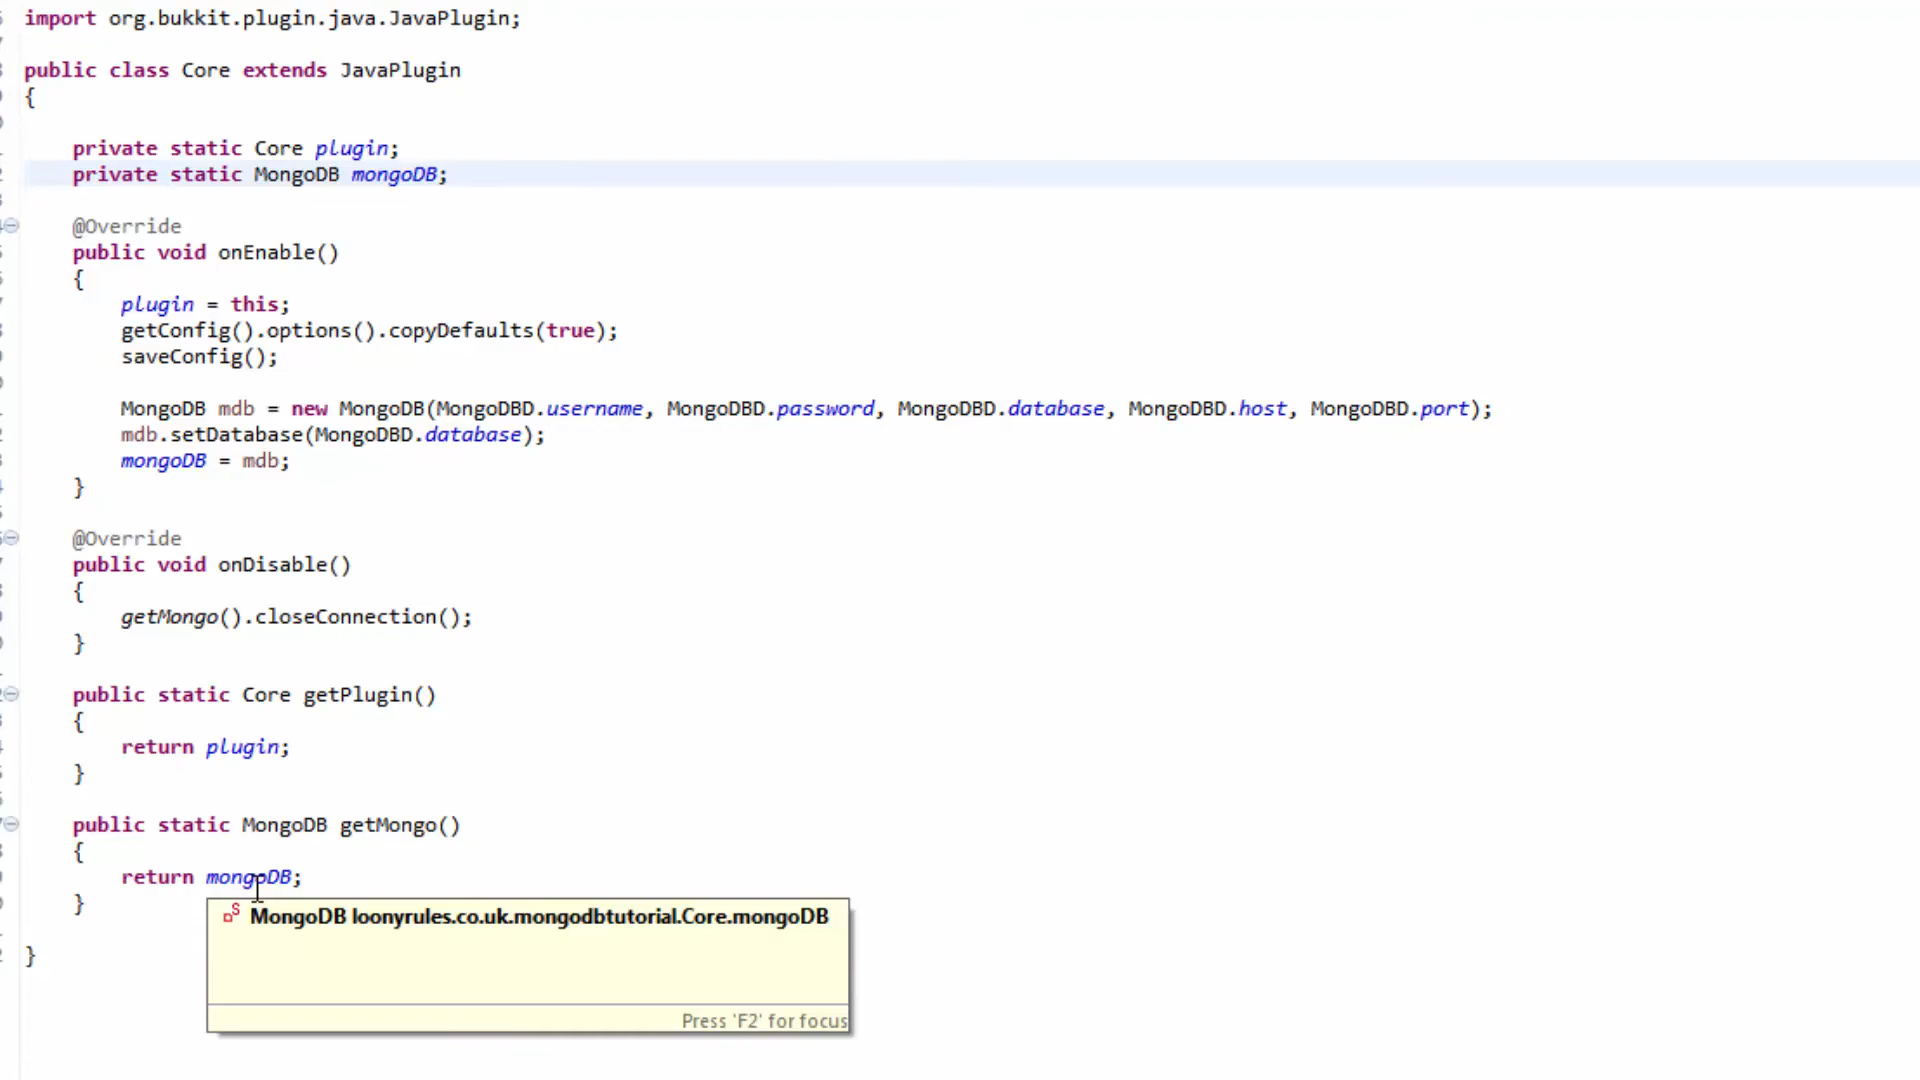 import org.bukkit.plugin.java.JavaPlugin;
public class Core extends JavaPlugin
{
private static Core plugin;
private static MongoDB mongoDB;
@Override
public void onEnable()
{
plugin = this;
getConfig().options().copyDefaults(true);
saveConfig();
MongoDB mdb = new MongoDB(MongoDBD.username, MongoDBD.password, MongoDBD.database, MongoDBD.host, MongoDBD.port);
mdb.setDatabase(MongoDBD.database);
mongoDB = mdb;
}
@Override
public void onDisable()
{
getMongo().closeConnection();
}
public static Core getPlugin()
{
return plugin;
}
public static MongoDB getMongo()
{
return mongoDB;
}
MongoDB loonyrules.co.uk.mongodbtutorial.Core.mongoDB
}
Press 'F2' for focus